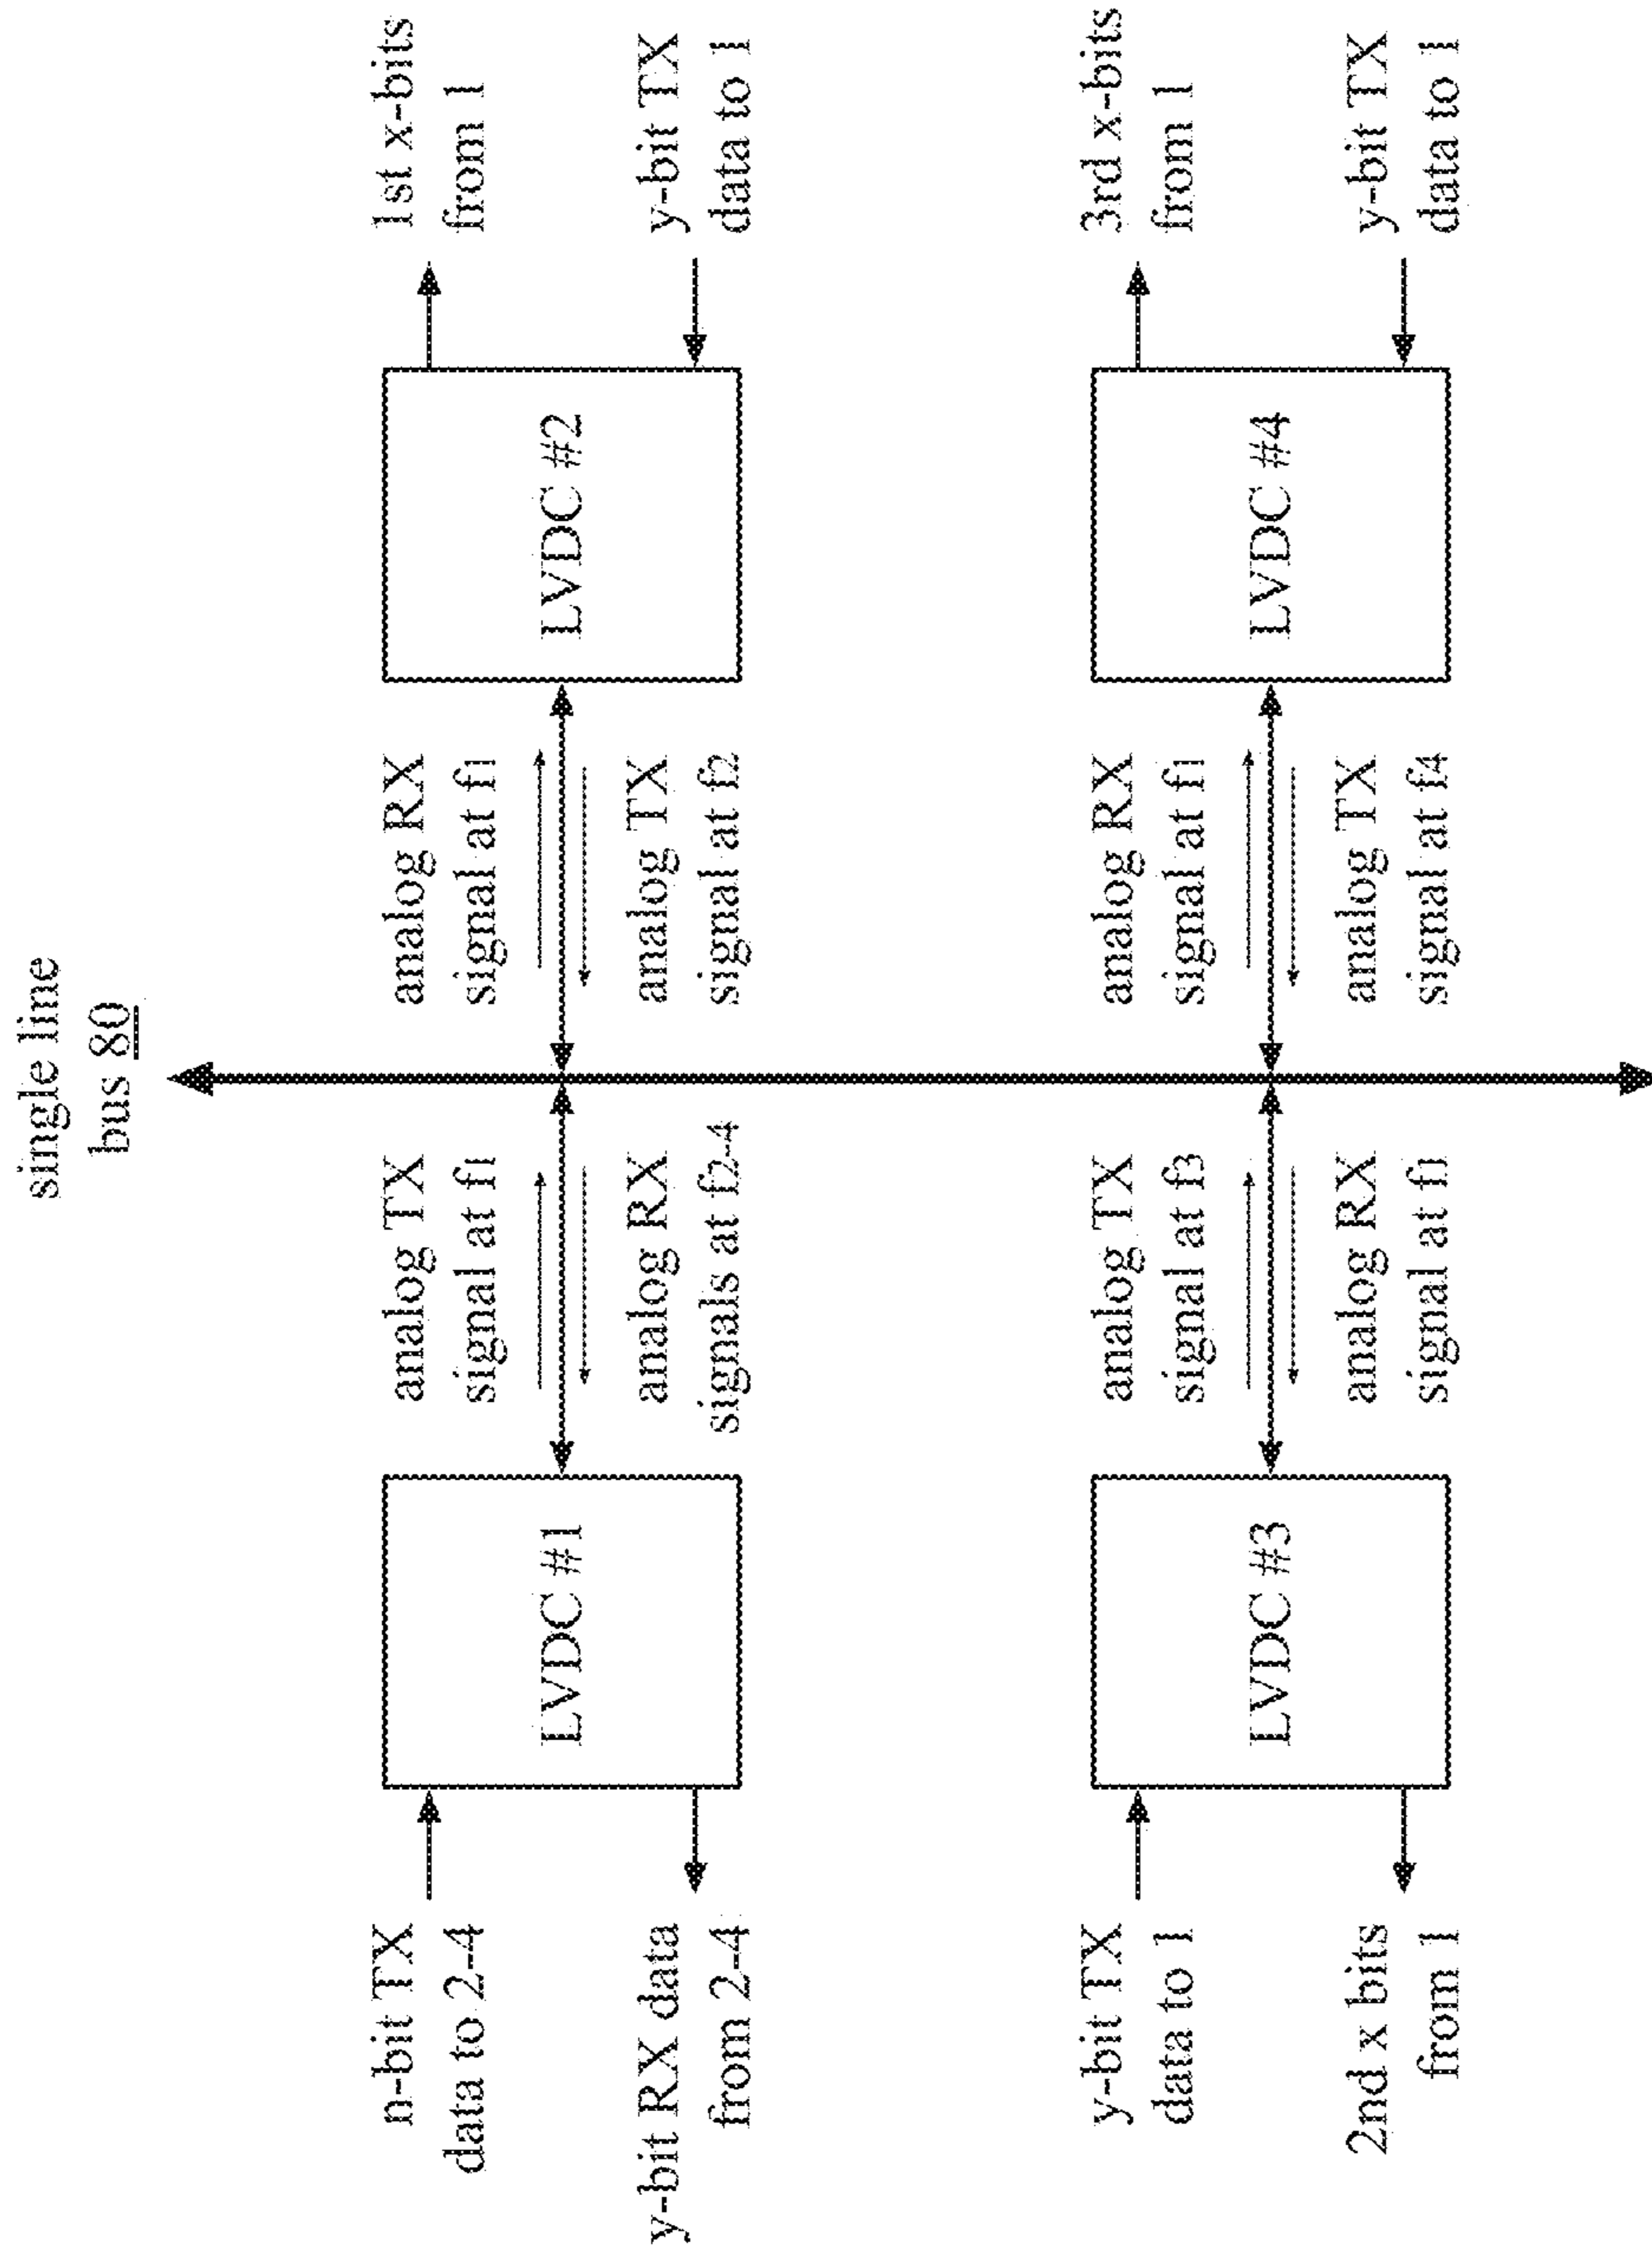 single line
bus 80
n-bit TX
data to 2-4
y-bit RX data
from 2-4
LVDC #1
analog TX
signal at f1
analog RX
signals at f2-4
analog RX
signal at f1
analog TX
signal at f2
LVDC #2
1st x-bits
from 1
y-bit TX
data to 1
y-bit TX
data to 1
2nd x bits
from 1
LVDC #3
analog TX
signal at f3
analog RX
signal at f1
analog RX
signal at f1
analog TX
signal at f4
LVDC #4
3rd x-bits
from 1
y-bit TX
data to 1